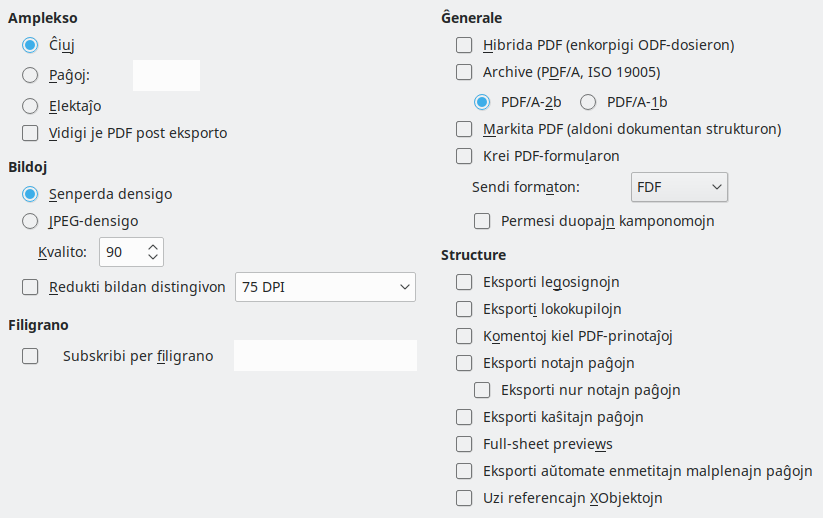 Amplekso
Ĉiuj
Paĝoj:
Elektaĵo
Vidigi je PDF post eksporto
Bildoj
Senperda densigo
JPEG-densigo
Kvalito: 90
Redukti bildan distingivon 75 DPI
Filigrano
Subskribi per filigrano
Ĝenerale
Hibrida PDF (enkorpigi ODF-dosieron)
Archive (PDF/A, ISO 19005)
PDF/A-2b PDF/A-1b
Markita PDF (aldoni dokumentan strukturon)
Krei PDF-formularon
Sendi formaton: FDF
Permesi duopajn kamponomojn
Structure
Eksporti legosignojn
Eksporti lokokupilojn
Komentoj kiel PDF-prinotaĵoj
Eksporti notajn paĝojn
Eksporti nur notajn paĝojn
Eksporti kaŝitajn paĝojn
Full-sheet previews
Eksporti aŭtomate enmetitajn malplenajn paĝojn
Uzi referencajn XObjektojn